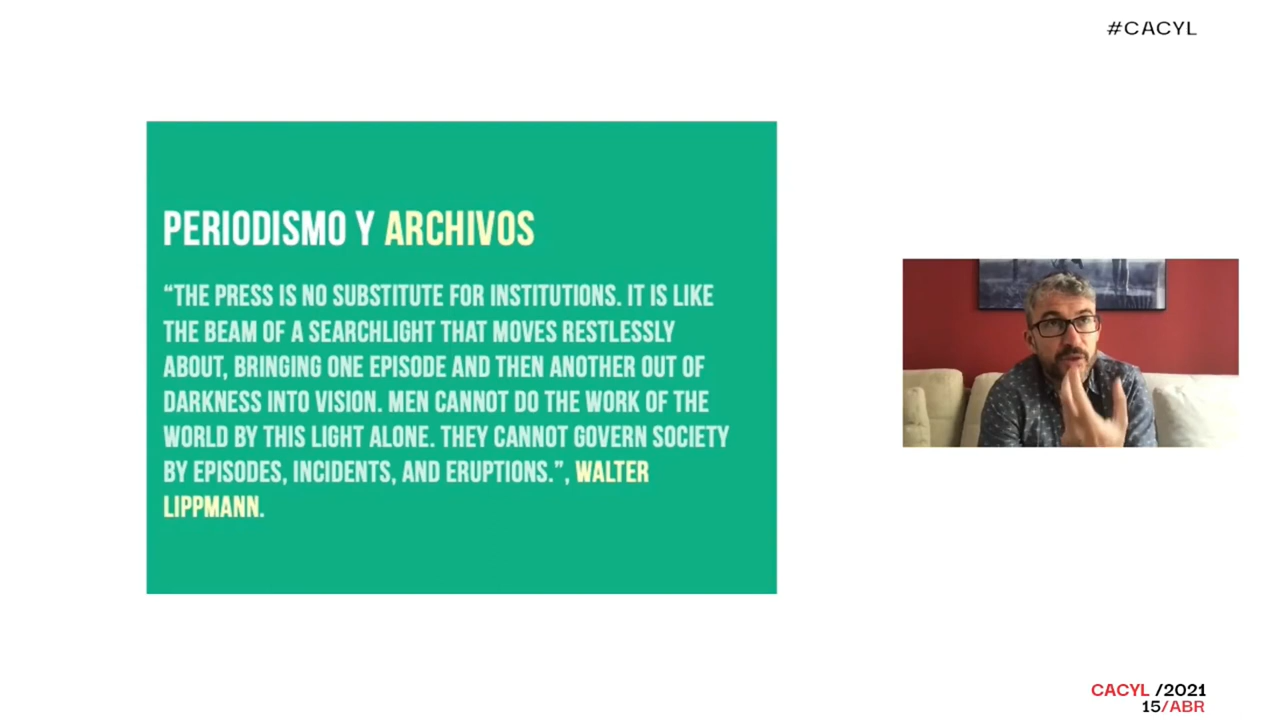 #CACYL
PERIODISMO Y ARCHIVOS
“THE PRESS IS NO SUBSTITUTE FOR INSTITUTIONS. IT IS LIKE
THE BEAM OF A SEARCHLIGHT THAT MOVES RESTLESSLY
ABOUT, BRINGING ONE EPISODE AND THEN ANOTHER OUT OF
DARKNESS INTO VISION. MEN CANNOT DO THE WORK OF THE
WORLD BY THIS LIGHT ALONE. THEY CANNOT GOVERN SOCIETY
BY EPISODES, INCIDENTS, AND ERUPTIONS.”, WALTER
LIPPMANN.
CACYL /2021
15/ABR